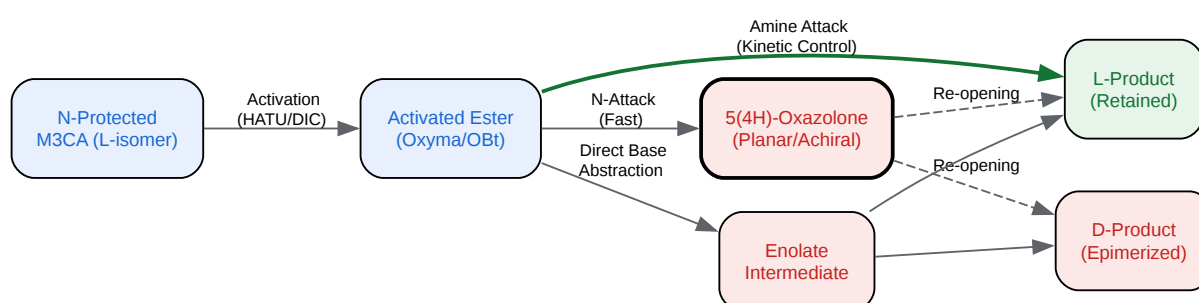 N-Protected
M3CA (L-isomer)
Activation
(HATU/DIC)
Activated Ester
(Oxyma/OBt)
Amine Attack
(Kinetic Control)
N-Attack
(Fast)
Direct Base
Abstraction
5(4H)-Oxazolone
(Planar/Achiral)
Enolate
Intermediate
Re-opening
Re-opening
L-Product
(Retained)
D-Product
(Epimerized)